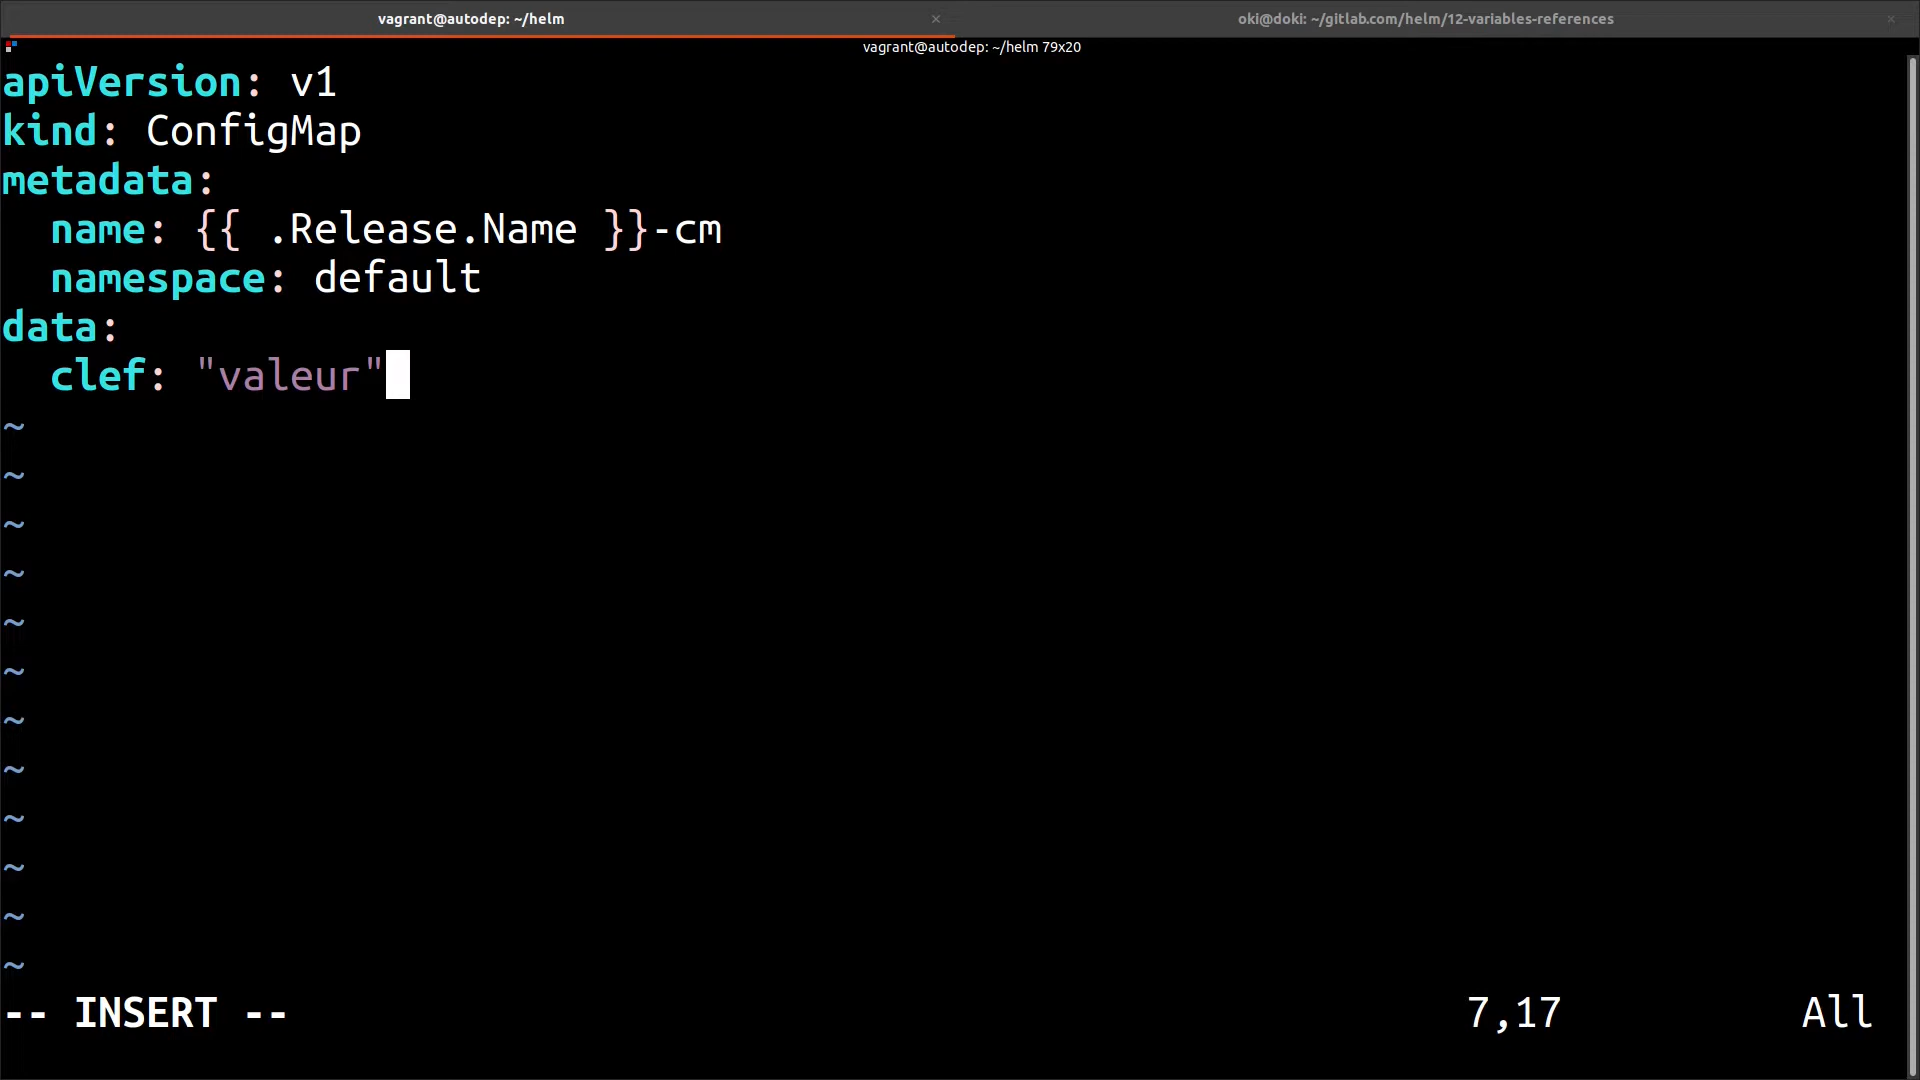 vagrant@autodep: ~/helm × oki@doki: ~/gitlab.com/helm/12-variables-references ×
vagrant@autodep: ~/helm 79x20
apiVersion: v1
kind: ConfigMap
metadata:
  name: {{ .Release.Name }}-cm
  namespace: default
data:
  clef: "valeur"
~
~
~
~
~
~
~
~
~
~
~
~
-- INSERT -- 7,17 All